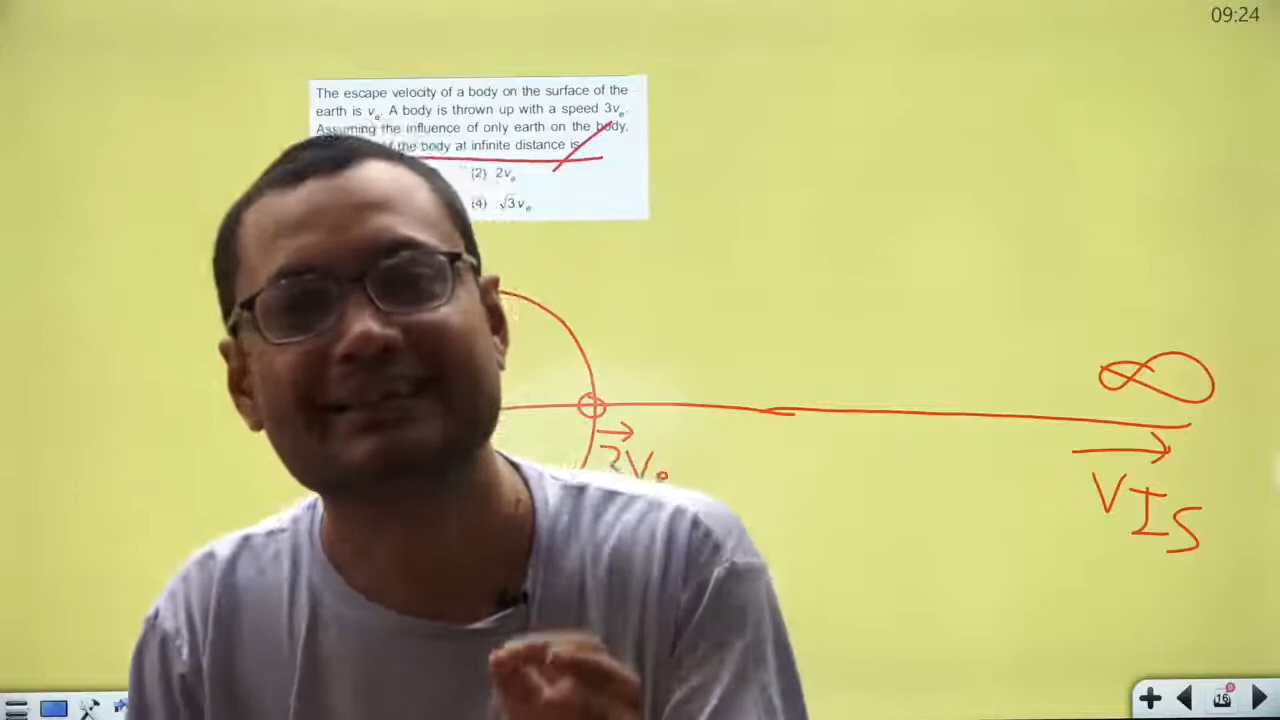 09:24
The escape velocity of a body on the surface of the
earth is vₑ. A body is thrown up with a speed 3vₑ.
Assuming the influence of only earth on the body,
the body at infinite distance is
(2) 2vₑ
(4) √3vₑ
∞
Vₑ
V I S
16